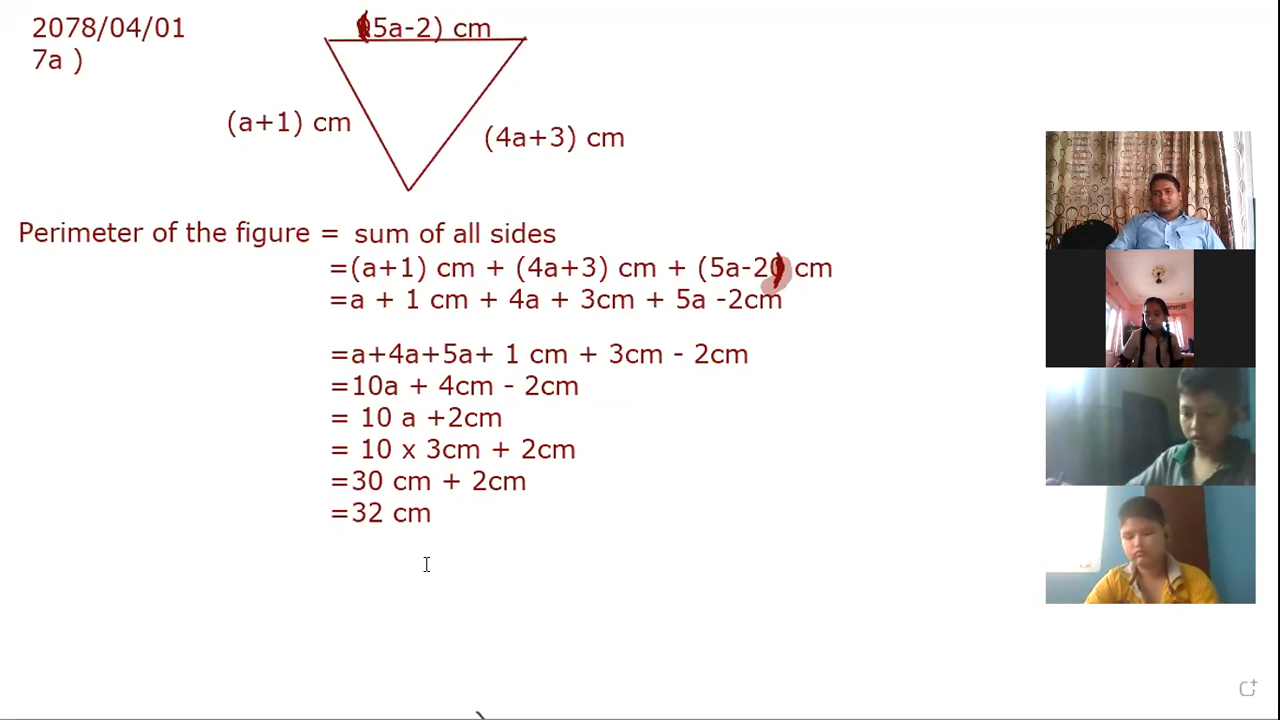 2078/04/01
7a )
(5a-2) cm
(a+1) cm
(4a+3) cm
Perimeter of the figure = sum of all sides
=(a+1) cm + (4a+3) cm + (5a-2) cm
=a + 1 cm + 4a + 3cm + 5a -2cm
=a+4a+5a+ 1 cm + 3cm - 2cm
=10a + 4cm - 2cm
= 10 a +2cm
= 10 x 3cm + 2cm
=30 cm + 2cm
=32 cm